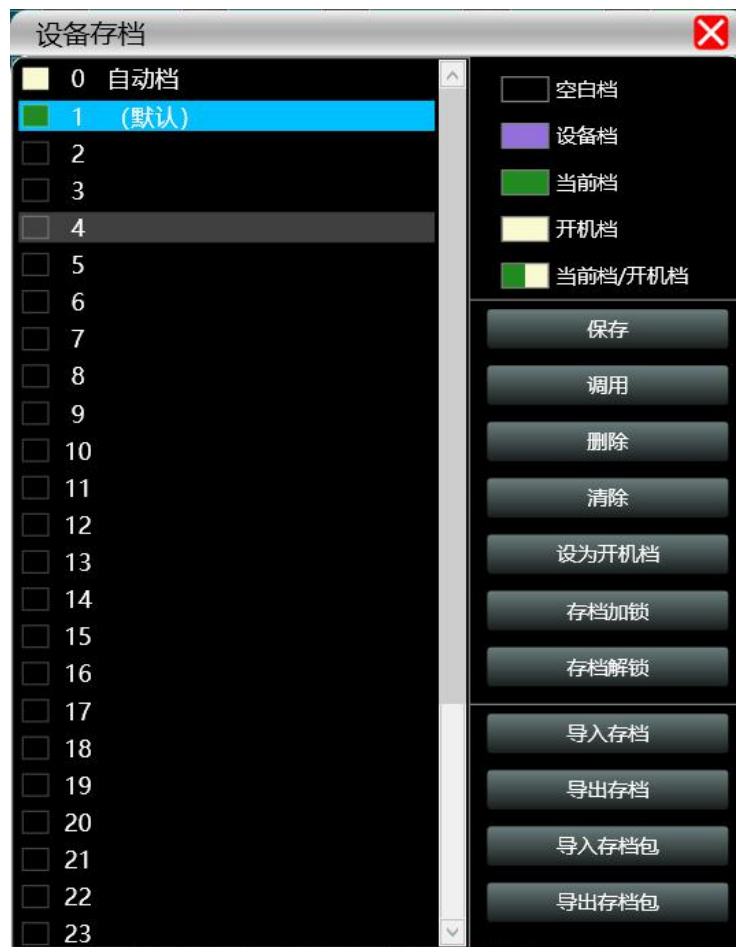 设备存档
0 自动档
1 (默认)
2
3
4
5
6
7
8
9
10
11
12
13
14
15
16
17
18
19
20
21
22
23
空白档
设备档
当前档
开机档
当前档/开机档
保存
调用
删除
清除
设为开机档
存档加锁
存档解锁
导入存档
导出存档
导入存档包
导出存档包